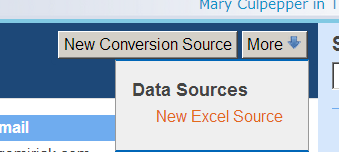 Mary Culpepper in T
New Conversion Source More
Data Sources
New Excel Source
mail